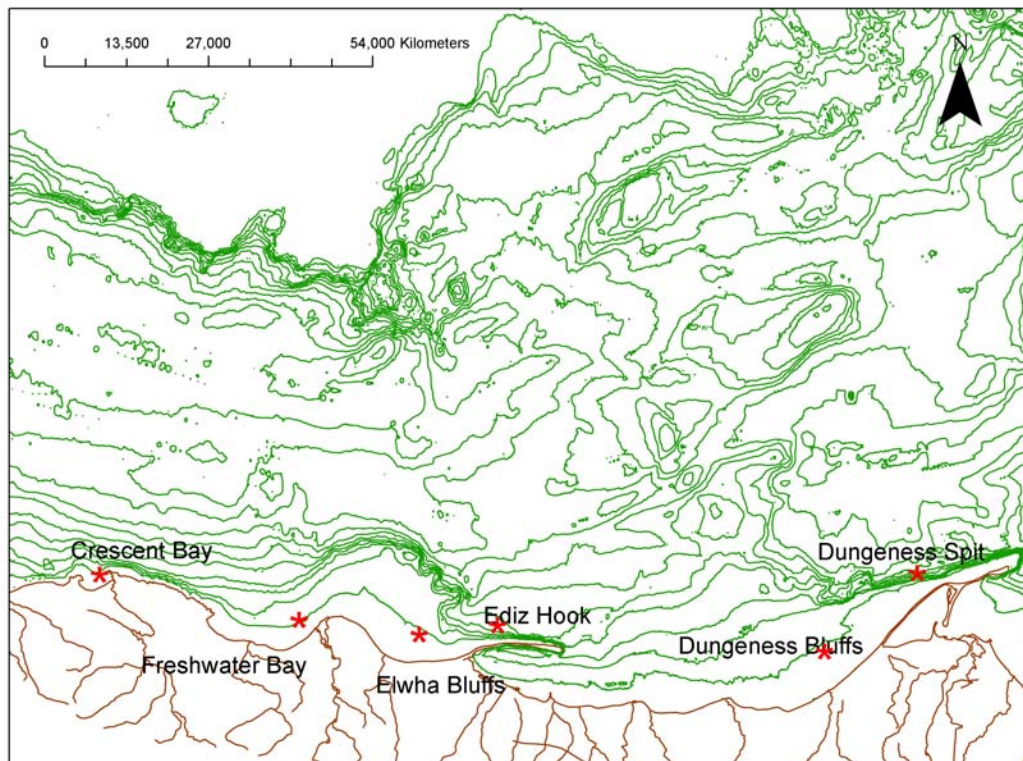 0 13,500 27,000 54,000 Kilometers
N
Crescent Bay
Dungeness Spit
Ediz Hook
Dungeness Bluffs
Freshwater Bay
Elwha Bluffs